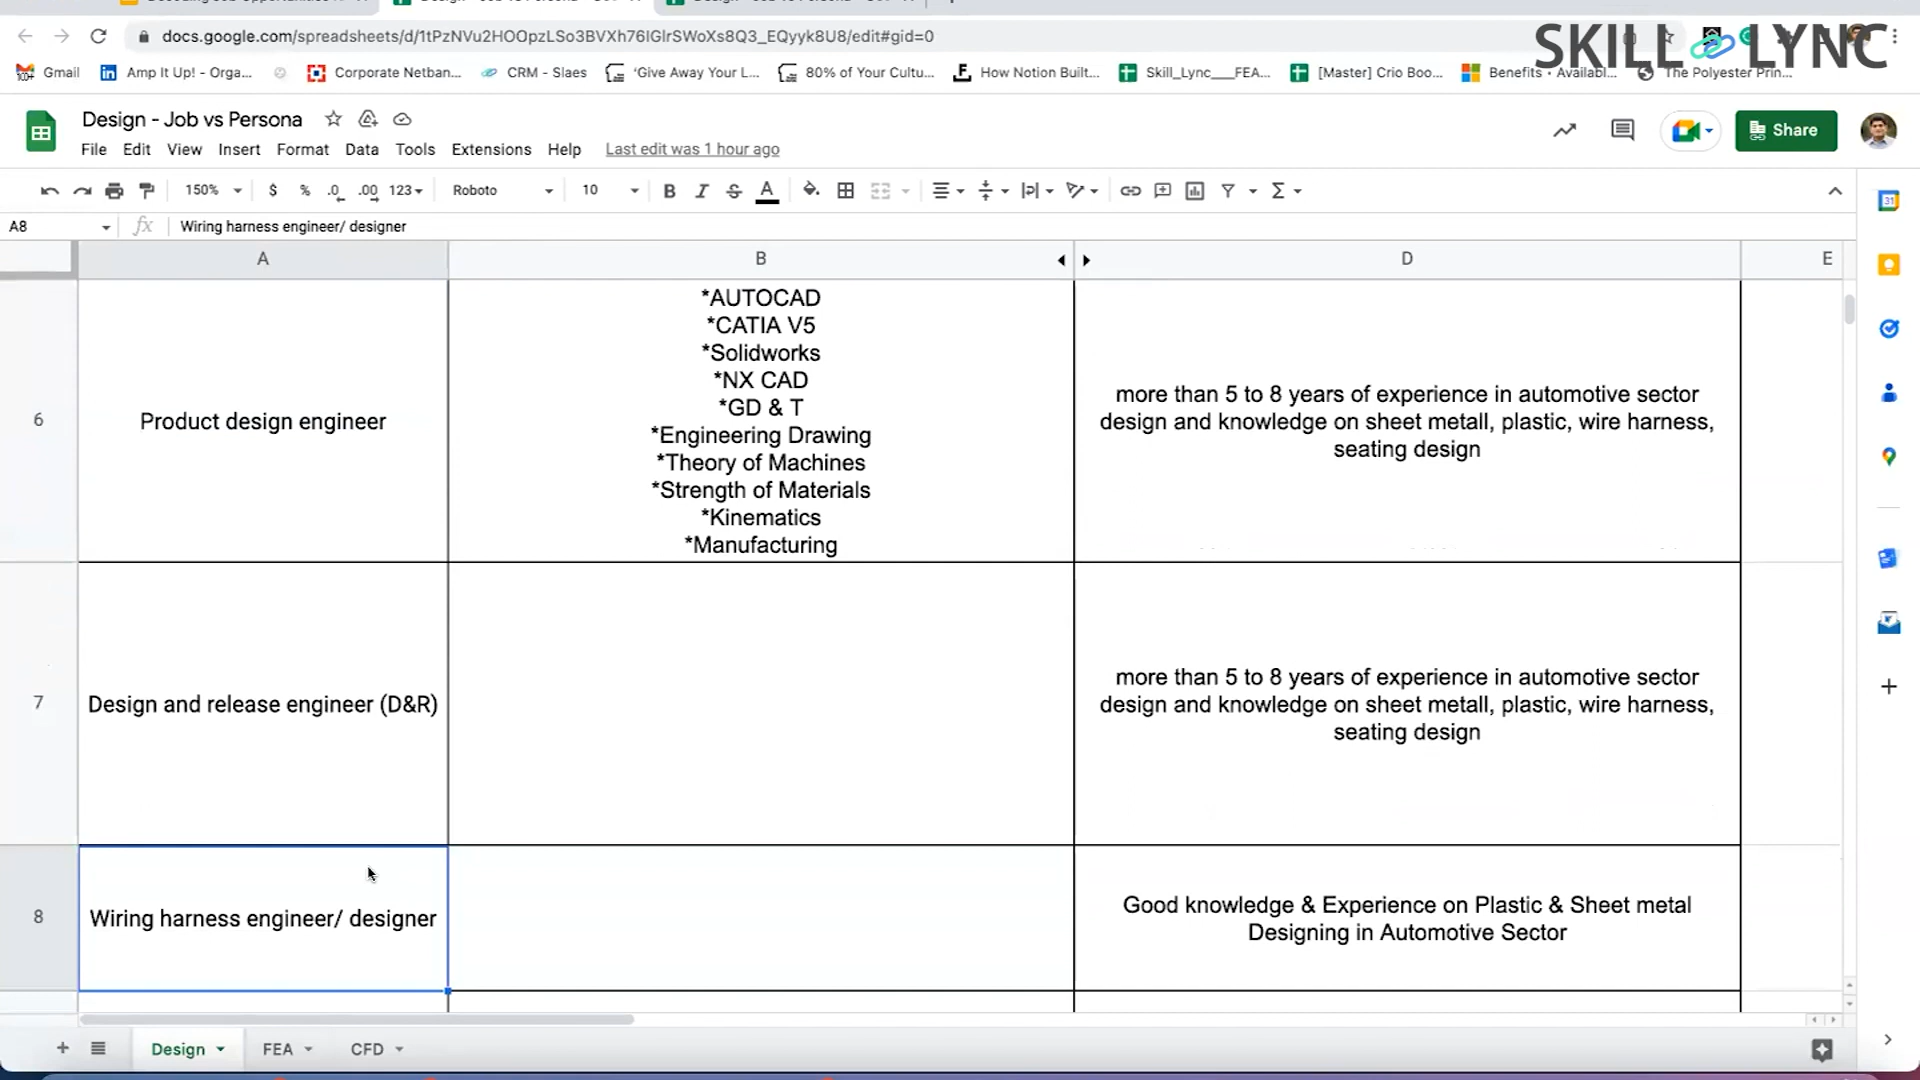 docs.google.com/spreadsheets/d/1tPzNVu2HOOpzLSo3BVXh76IGlrSWoXs8Q3_EQyyk8U8/edit#gid=0
SKILL LYNC
Gmail
Amp It Up! - Orga...
Corporate Netban...
CRM - Slaes
'Give Away Your L...
80% of Your Cultu...
How Notion Built...
Skill_Lync___FEA...
[Master] Crio Boo...
Benefits • Availabl...
The Polyester Prin...
Design - Job vs Persona
File Edit View Insert Format Data Tools Extensions Help Last edit was 1 hour ago
Share
150% $ % .0 .00 123 Roboto 10 B I S A
A8 fx Wiring harness engineer/ designer
A B D E
6
Product design engineer
*AUTOCAD
*CATIA V5
*Solidworks
*NX CAD
*GD & T
*Engineering Drawing
*Theory of Machines
*Strength of Materials
*Kinematics
*Manufacturing
more than 5 to 8 years of experience in automotive sector
design and knowledge on sheet metall, plastic, wire harness,
seating design
7
Design and release engineer (D&R)
more than 5 to 8 years of experience in automotive sector
design and knowledge on sheet metall, plastic, wire harness,
seating design
8
Wiring harness engineer/ designer
Good knowledge & Experience on Plastic & Sheet metal
Designing in Automotive Sector
Design FEA CFD